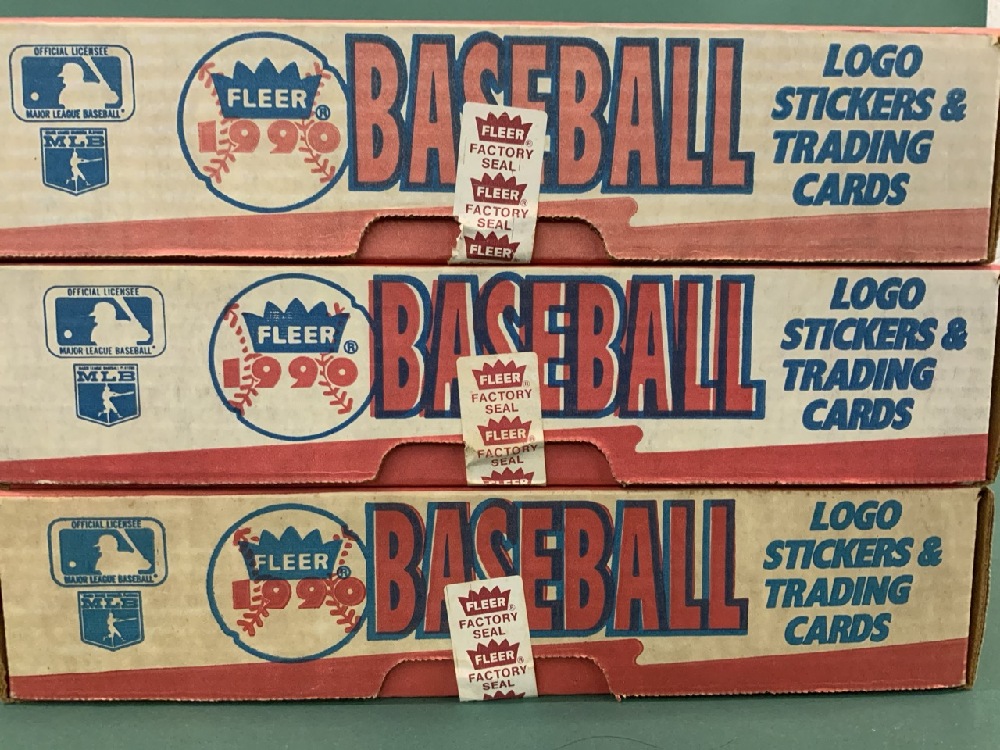 OFFICIAL LICENSEE
MAJOR LEAGUE BASEBALL
MLB
FLEER®
1990
BASEBALL
LOGO
STICKERS &
TRADING
CARDS
FLEER®
FACTORY
SEAL
FLEER®
FACTORY
SEAL
FLEER
OFFICIAL LICENSEE
MAJOR LEAGUE BASEBALL
MLB
FLEER®
1990
BASEBALL
LOGO
STICKERS &
TRADING
CARDS
FLEER®
FACTORY
SEAL
FLEER®
FACTORY
SEAL
FLEER
OFFICIAL LICENSEE
MAJOR LEAGUE BASEBALL
MLB
FLEER®
1990
BASEBALL
LOGO
STICKERS &
TRADING
CARDS
FLEER®
FACTORY
SEAL
FLEER®
FACTORY
SEAL